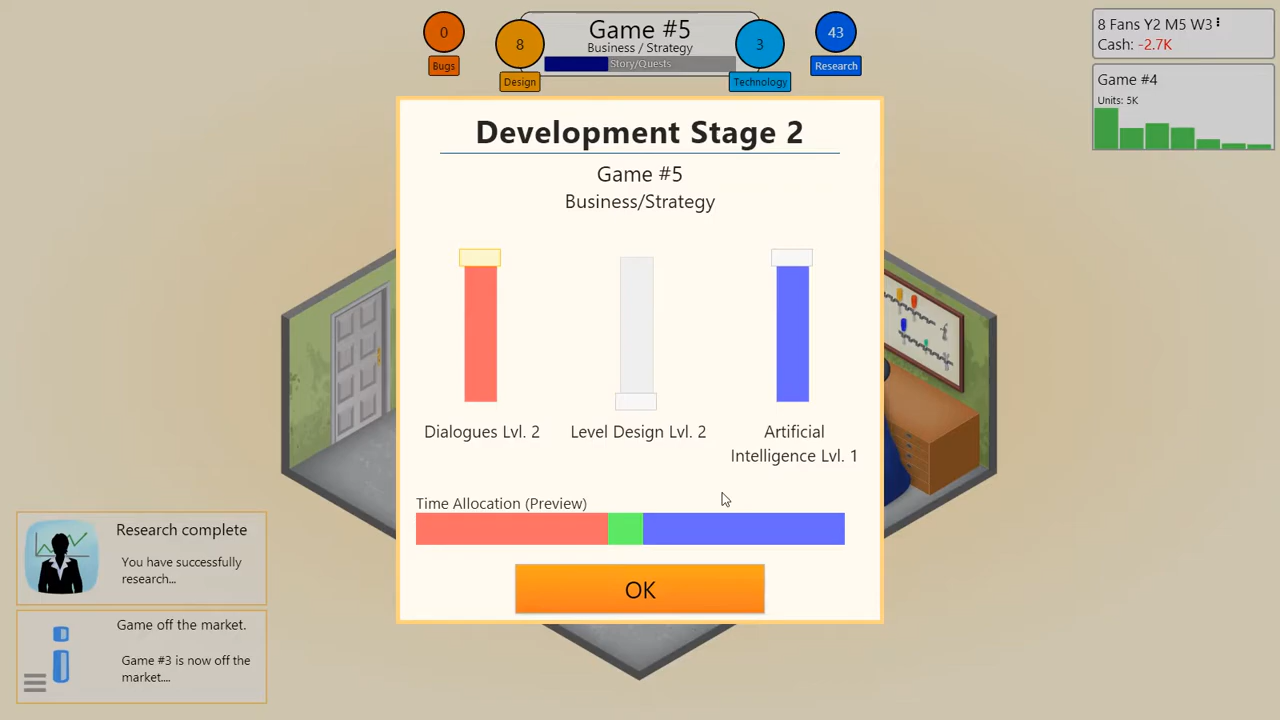 0
Bugs
8
Design
Game #5
Business / Strategy
Story/Quests
3
Technology
43
Research
8 Fans Y2 M5 W3
Cash: -2.7K
Game #4
Units: 5K
Development Stage 2
Game #5
Business/Strategy
Dialogues Lvl. 2
Level Design Lvl. 2
Artificial
Intelligence Lvl. 1
Time Allocation (Preview)
OK
Research complete
You have successfully
research...
Game off the market.
Game #3 is now off the
market....